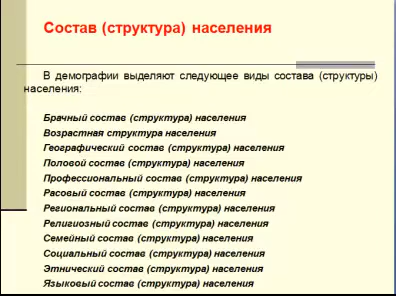 Состав (структура) населения
В демографии выделяют следующее виды состава (структуры)
населения:
Брачный состав (структура) населения
Возрастная структура населения
Географический состав (структура) населения
Половой состав (структура) населения
Профессиональный состав (структура) населения
Расовый состав (структура) населения
Региональный состав (структура) населения
Религиозный состав (структура) населения
Семейный состав (структура) населения
Социальный состав (структура) населения
Этнический состав (структура) населения
Языковый состав (структура) населения